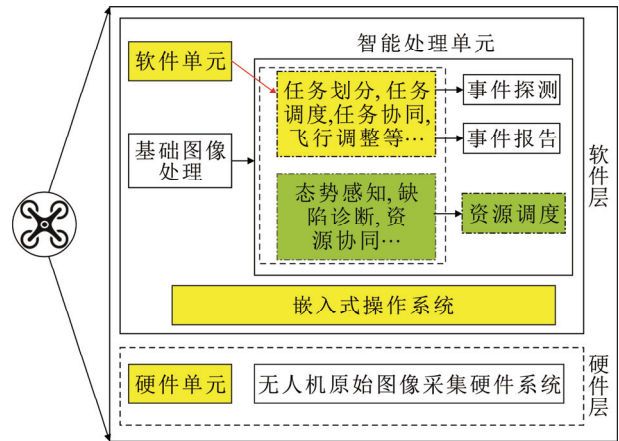 智能处理单元
软件单元
任务划分,任务
调度,任务协同,
飞行调整等…
事件探测
事件报告
基础图像
处理
态势感知,缺
陷诊断,资
源协同…
资源调度
软件层
嵌入式操作系统
硬件单元
无人机原始图像采集硬件系统
硬件层